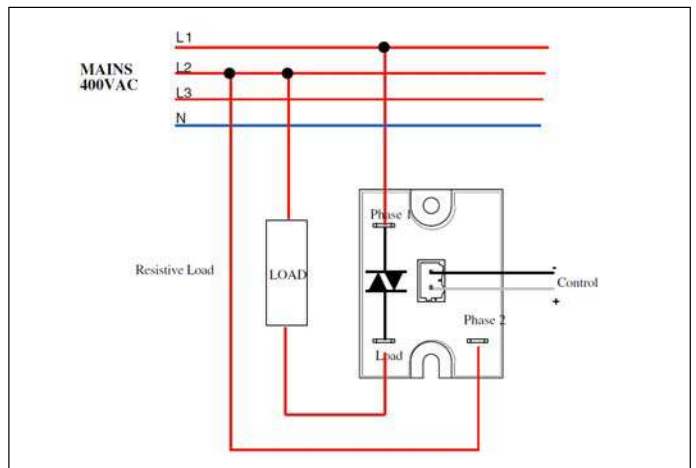 L1
MAINS
400VAC
L2
L3
N
Phase 1
Resistive Load
LOAD
-
Control
+
Phase 2
Load